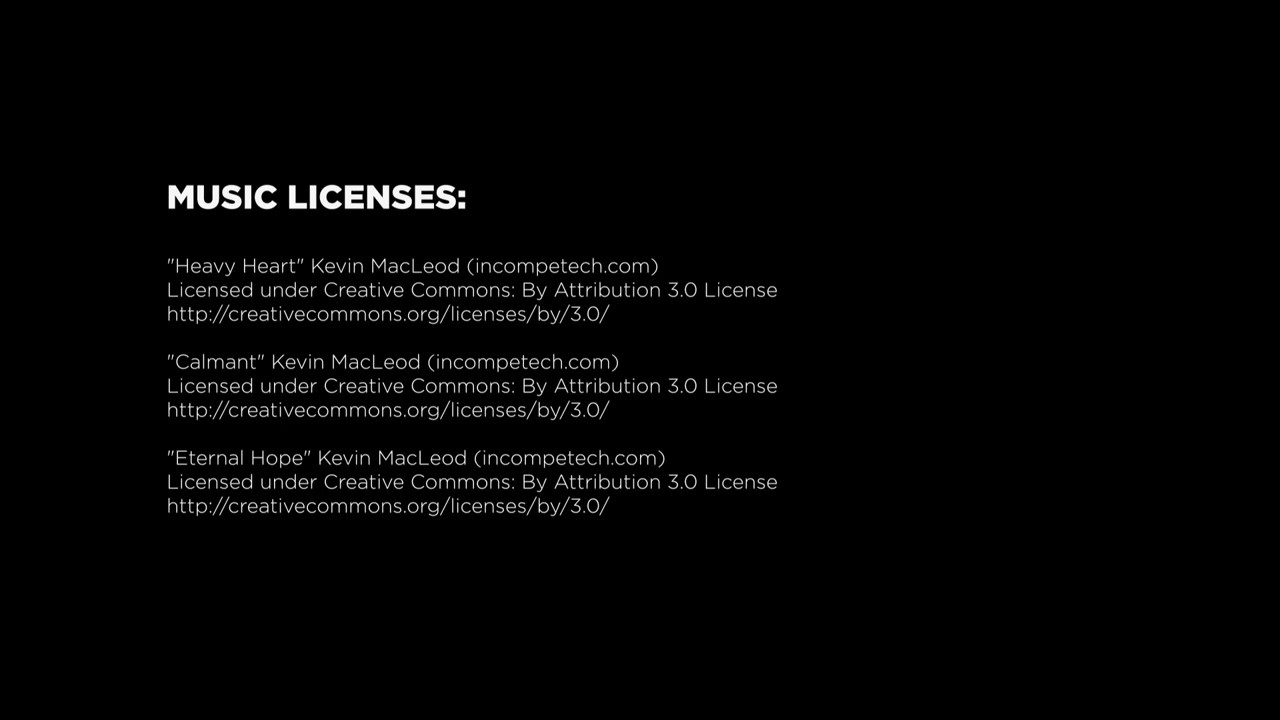 MUSIC LICENSES:
"Heavy Heart" Kevin MacLeod (incompetech.com)
Licensed under Creative Commons: By Attribution 3.0 License
http://creativecommons.org/licenses/by/3.0/
"Calmant" Kevin MacLeod (incompetech.com)
Licensed under Creative Commons: By Attribution 3.0 License
http://creativecommons.org/licenses/by/3.0/
"Eternal Hope" Kevin MacLeod (incompetech.com)
Licensed under Creative Commons: By Attribution 3.0 License
http://creativecommons.org/licenses/by/3.0/